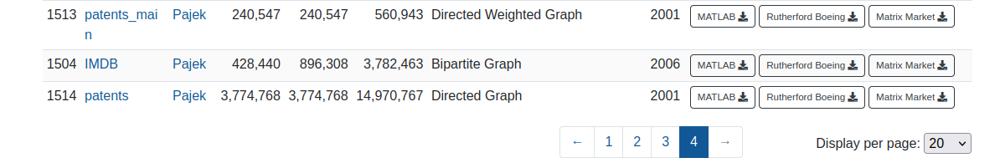 1513 patents_mai Pajek 240,547 240,547 560,943 Directed Weighted Graph 2001 MATLAB Rutherford Boeing Matrix Market
n
1504 IMDB Pajek 428,440 896,308 3,782,463 Bipartite Graph 2006 MATLAB Rutherford Boeing Matrix Market
1514 patents Pajek 3,774,768 3,774,768 14,970,767 Directed Graph 2001 MATLAB Rutherford Boeing Matrix Market
← 1 2 3 4 → Display per page: 20